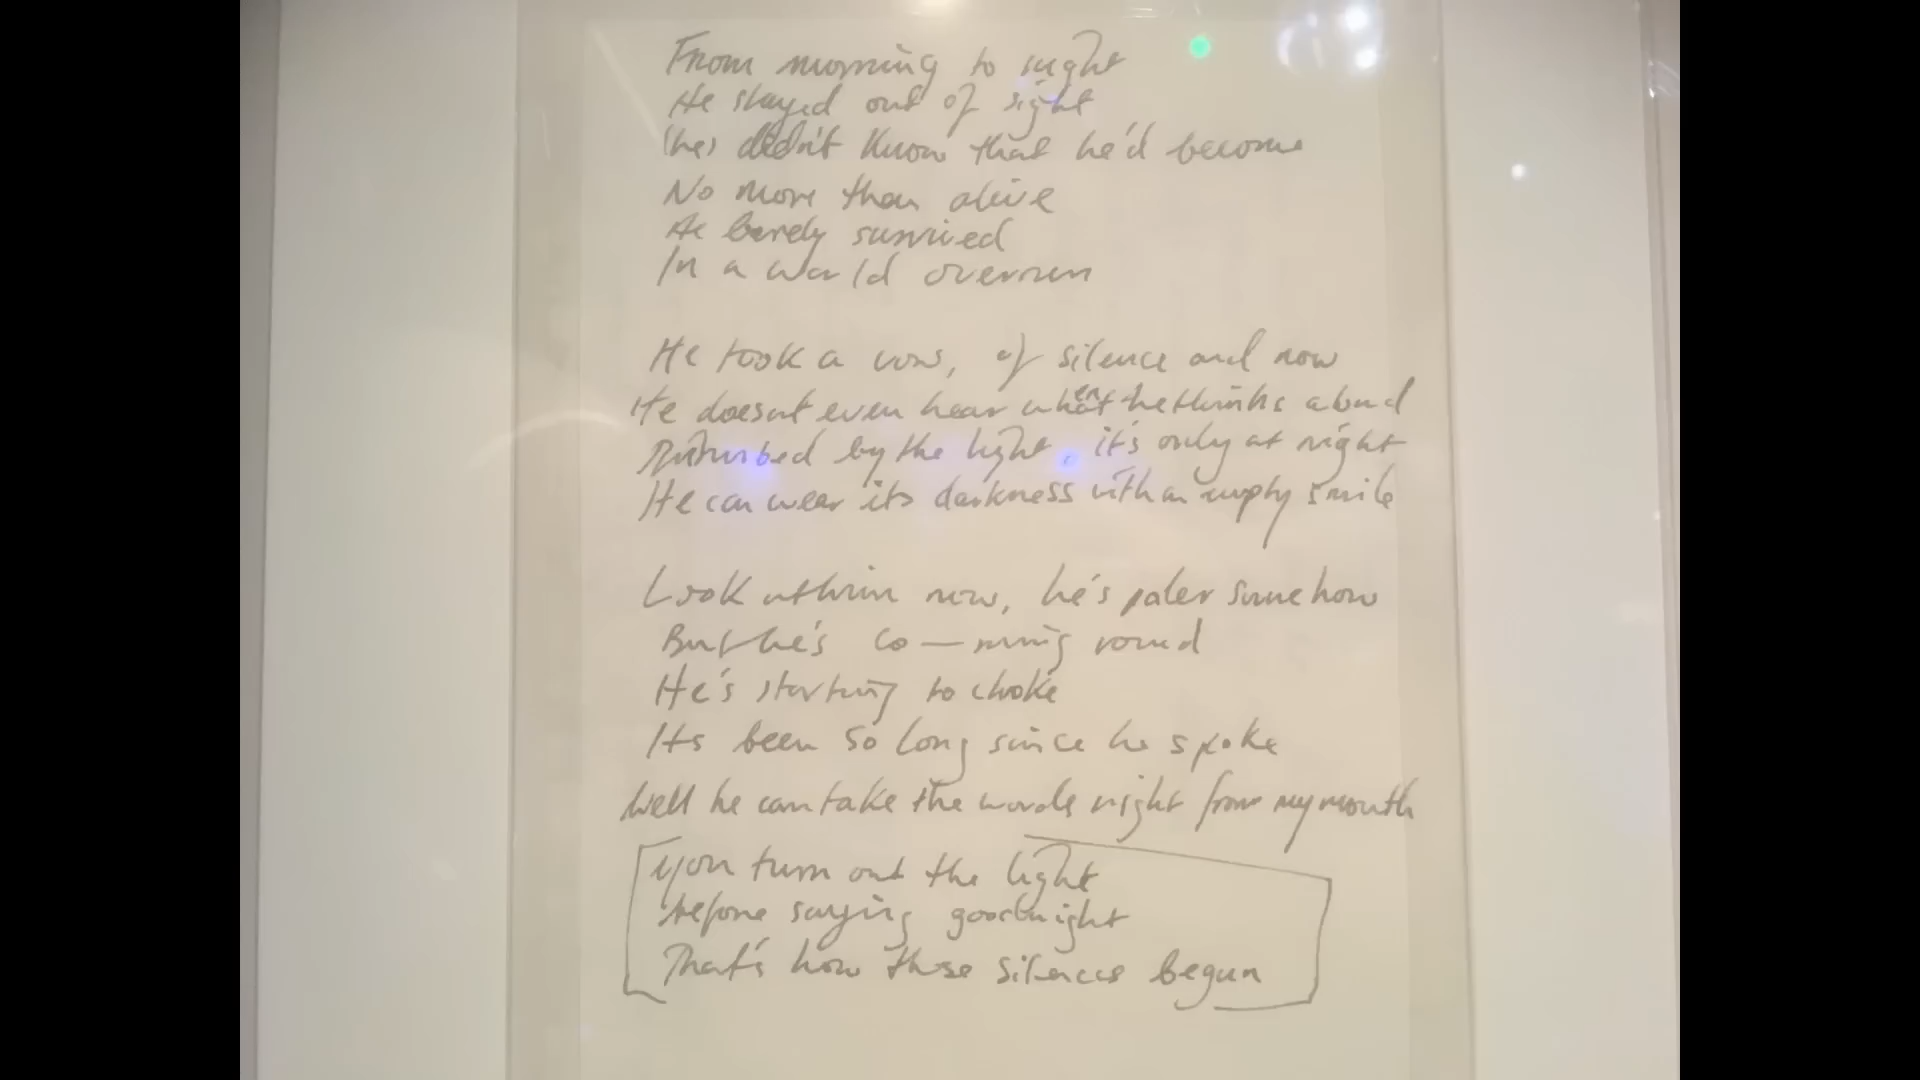 From morning to night
He stayed out of sight
(he) didn't know that he'd become
No more than alive
He barely survived
In a world overrun
He took a vow, of silence and now
He doesn't even hear when he thinks aloud
by the light, it's only at night
He can wear its darkness with an empty smile
Look at him now, he's paler somehow
But he's co — ming round
He's starting to choke
Its been so long since he spoke
Well he can take the words right from my mouth
You turn out the light
Before saying goodnight
That's how these silences begun